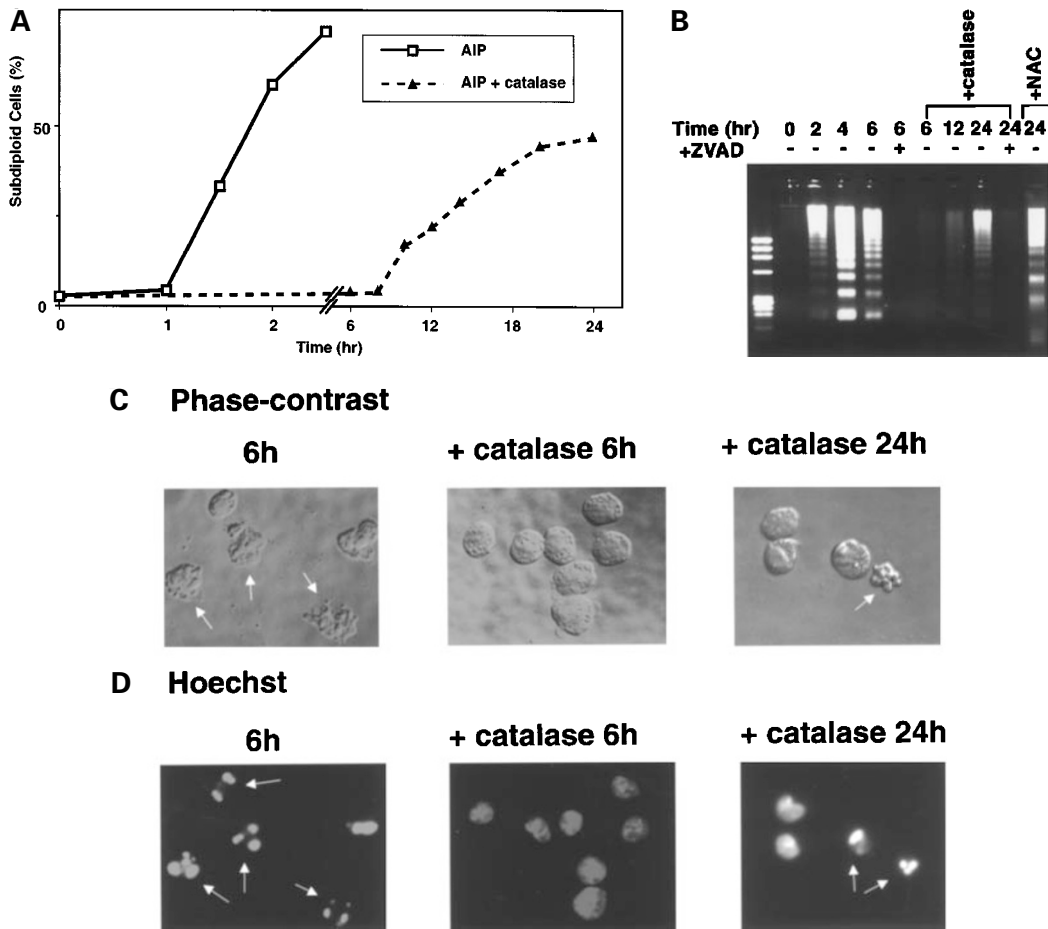 A
Subdiploid Cells (%)
50
0
AIP
AIP + catalase
0 1 2 6 12 18 24
Time (hr)
B
+catalase
+NAC
Time (hr) 0 2 4 6 6 6 12 24 24 24
+ZVAD - - - - + - - - + -
C Phase-contrast
6h
+ catalase 6h
+ catalase 24h
D Hoechst
6h
+ catalase 6h
+ catalase 24h